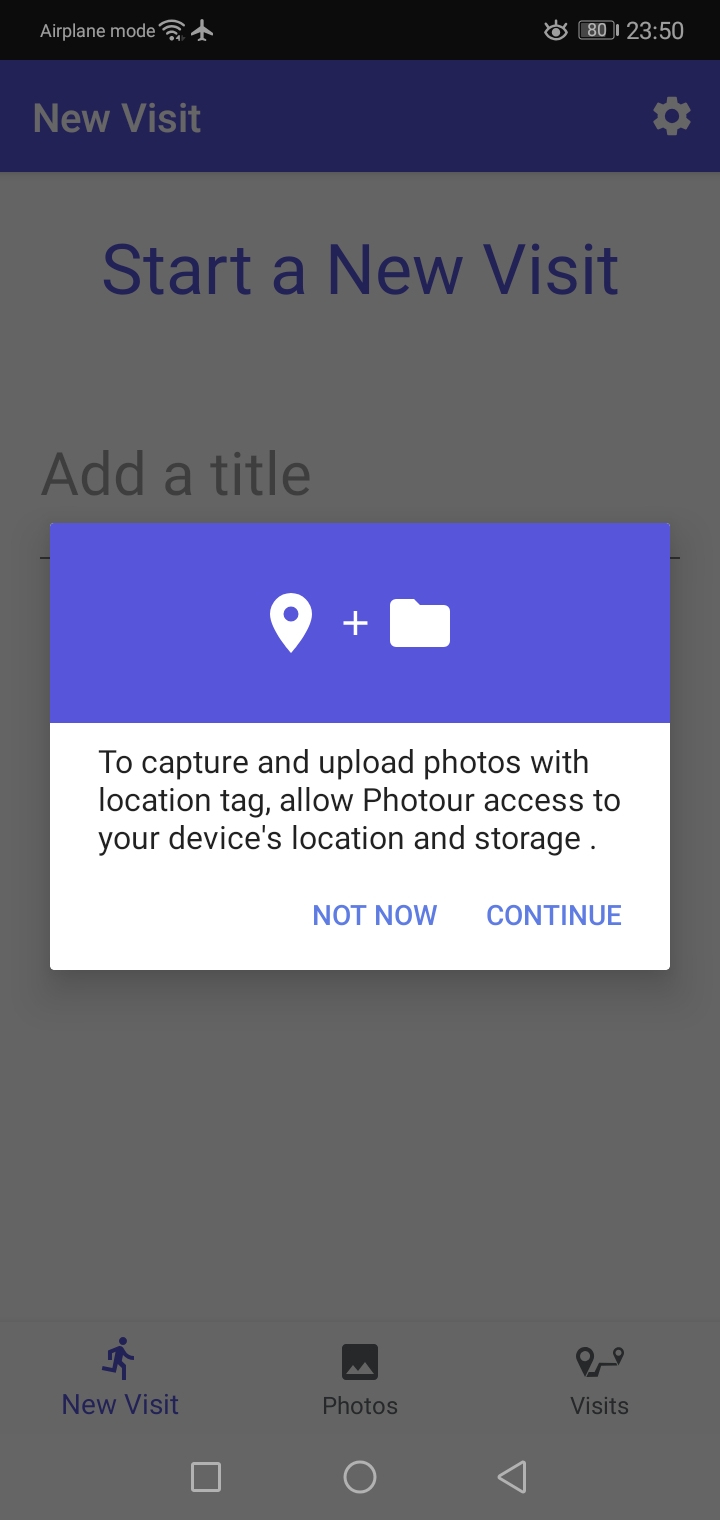 Airplane mode 80 23:50
New Visit
Start a New Visit
Add a title
+
To capture and upload photos with
location tag, allow Photour access to
your device's location and storage .
NOT NOW CONTINUE
New Visit Photos Visits